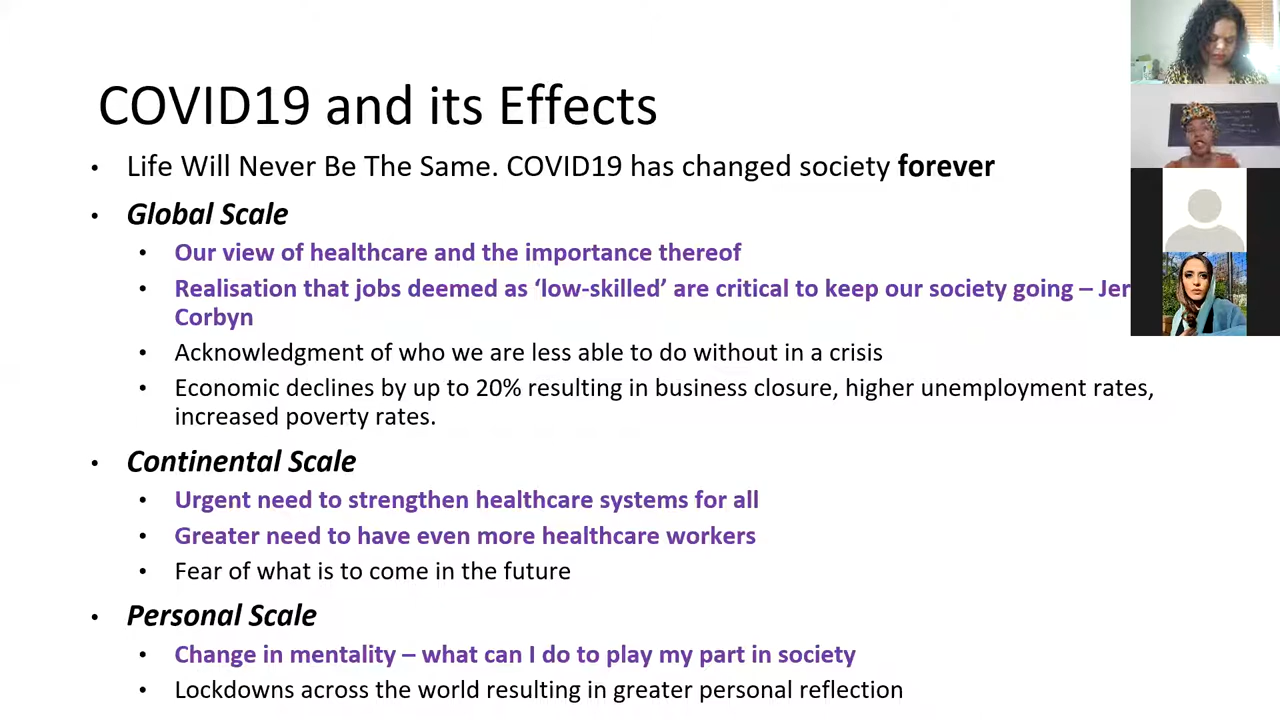 COVID19 and its Effects
• Life Will Never Be The Same. COVID19 has changed society forever
• Global Scale
• Our view of healthcare and the importance thereof
• Realisation that jobs deemed as ‘low-skilled’ are critical to keep our society going – Jer
Corbyn
• Acknowledgment of who we are less able to do without in a crisis
• Economic declines by up to 20% resulting in business closure, higher unemployment rates,
increased poverty rates.
• Continental Scale
• Urgent need to strengthen healthcare systems for all
• Greater need to have even more healthcare workers
• Fear of what is to come in the future
• Personal Scale
• Change in mentality – what can I do to play my part in society
• Lockdowns across the world resulting in greater personal reflection